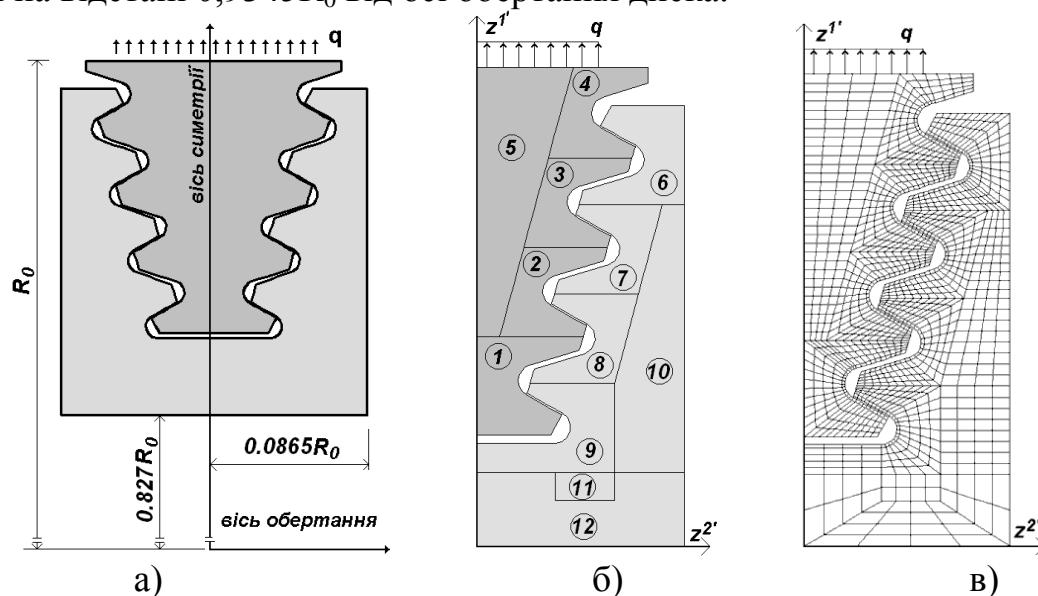 на відстані 0,9343R₀ від осі обертання диска.
q
вісь симетрії
R₀
0.827R₀
0.0865R₀
вісь обертання
а)
z¹'
q
4
5
3
6
2
7
1
8
10
9
11
12
z²'
б)
z¹'
q
z²'
в)